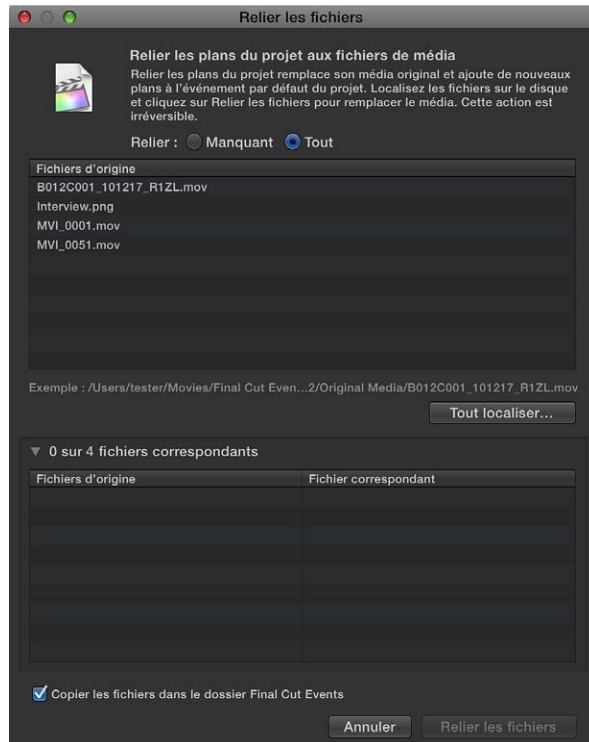 Relier les fichiers
Relier les plans du projet aux fichiers de média
Relier les plans du projet remplace son média original et ajoute de nouveaux
plans à l'événement par défaut du projet. Localisez les fichiers sur le disque
et cliquez sur Relier les fichiers pour remplacer le média. Cette action est
irréversible.
Relier : Manquant Tout
Fichiers d'origine
B012C001_101217_R1ZL.mov
Interview.png
MVI_0001.mov
MVI_0051.mov
Exemple : /Users/tester/Movies/Final Cut Even...2/Original Media/B012C001_101217_R1ZL.mov
Tout localiser...
0 sur 4 fichiers correspondants
Fichiers d'origine Fichier correspondant
Copier les fichiers dans le dossier Final Cut Events
Annuler Relier les fichiers